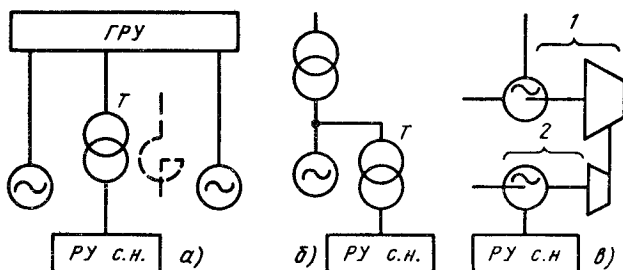 ГРУ
Т
РУ с.н.
а)
Т
РУ с.н.
б)
1
2
РУ с.н
в)